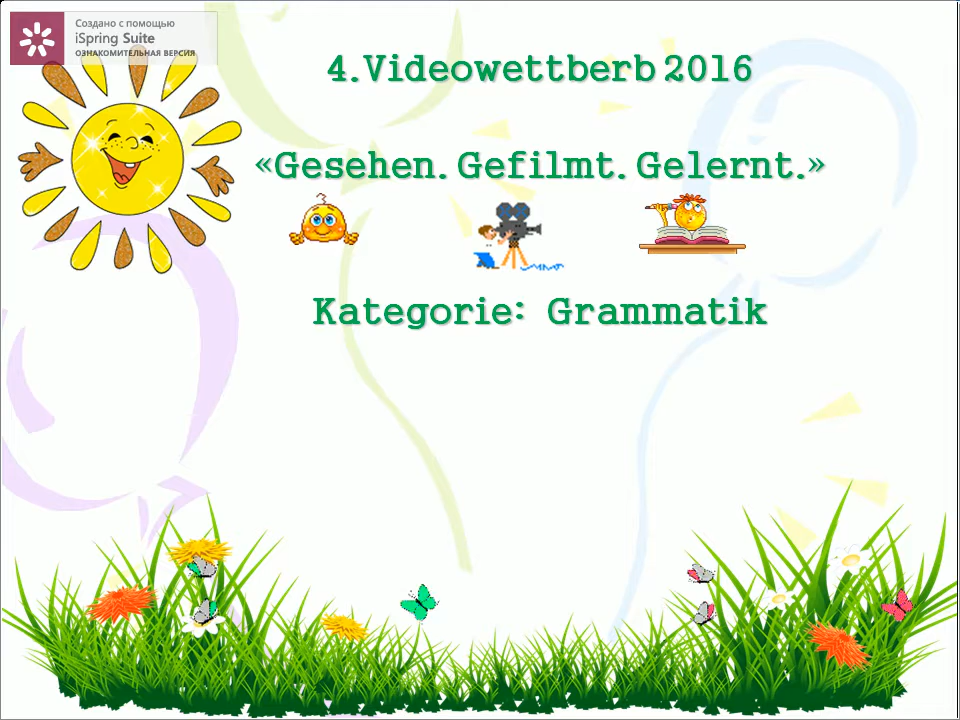 Создано с помощью
iSpring Suite
ОЗНАКОМИТЕЛЬНАЯ ВЕРСИЯ
4.Videowettberb 2016
«Gesehen. Gefilmt. Gelernt.»
Kategorie: Grammatik